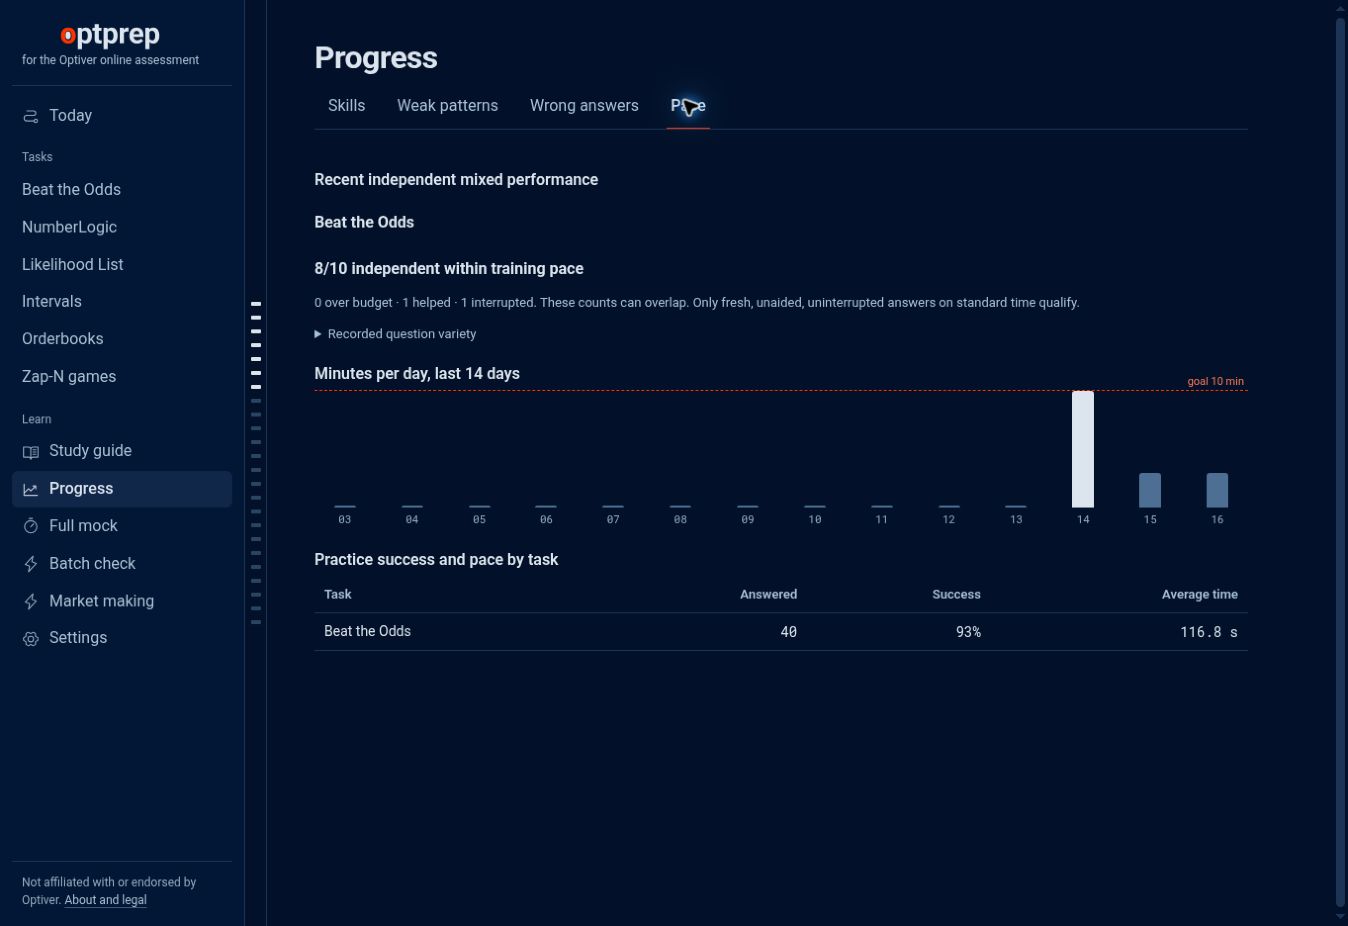 optprep
for the Optiver online assessment
Today
Tasks
Beat the Odds
NumberLogic
Likelihood List
Intervals
Orderbooks
Zap-N games
Learn
Study guide
Progress
Full mock
Batch check
Market making
Settings
Not affiliated with or endorsed by
Optiver. About and legal
Progress
Skills Weak patterns Wrong answers
Recent independent mixed performance
Beat the Odds
8/10 independent within training pace
0 over budget · 1 helped · 1 interrupted. These counts can overlap. Only fresh, unaided, uninterrupted answers on standard time qualify.
Recorded question variety
Minutes per day, last 14 days
goal 10 min
03 04 05 06 07 08 09 10 11 12 13 14 15 16
Practice success and pace by task
Task Answered Success Average time
Beat the Odds 40 93% 116.8 s